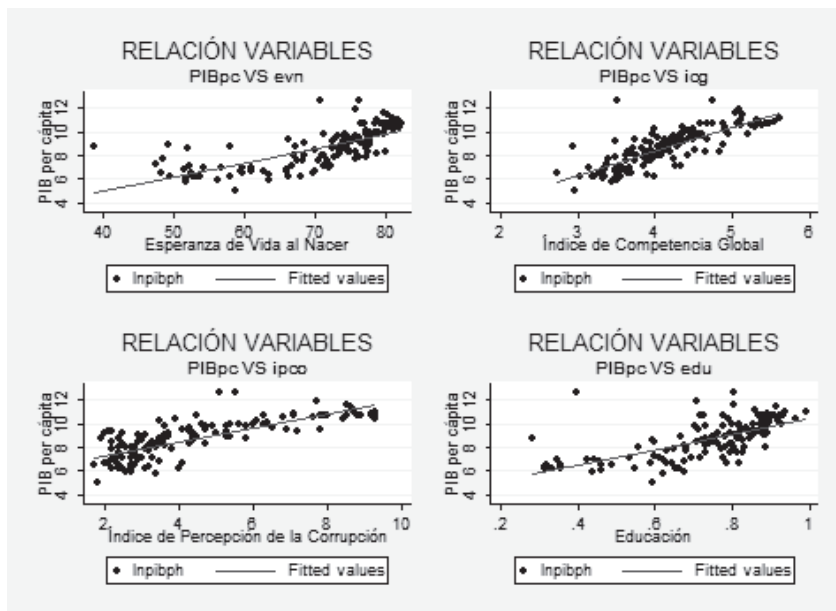 RELACIÓN VARIABLES
PIBpc VS evn
PIB per cápita
12
10
8
6
4
40 50 60 70 80
Esperanza de Vida al Nacer
lnpibph Fitted values
RELACIÓN VARIABLES
PIBpc VS icg
PIB per cápita
12
10
8
6
4
2 3 4 5 6
Índice de Competencia Global
lnpibph Fitted values
RELACIÓN VARIABLES
PIBpc VS ipco
PIB per cápita
12
10
8
6
4
2 4 6 8 10
Índice de Percepción de la Corrupción
lnpibph Fitted values
RELACIÓN VARIABLES
PIBpc VS edu
PIB per cápita
12
10
8
6
4
.2 .4 .6 .8 1
Educación
lnpibph Fitted values